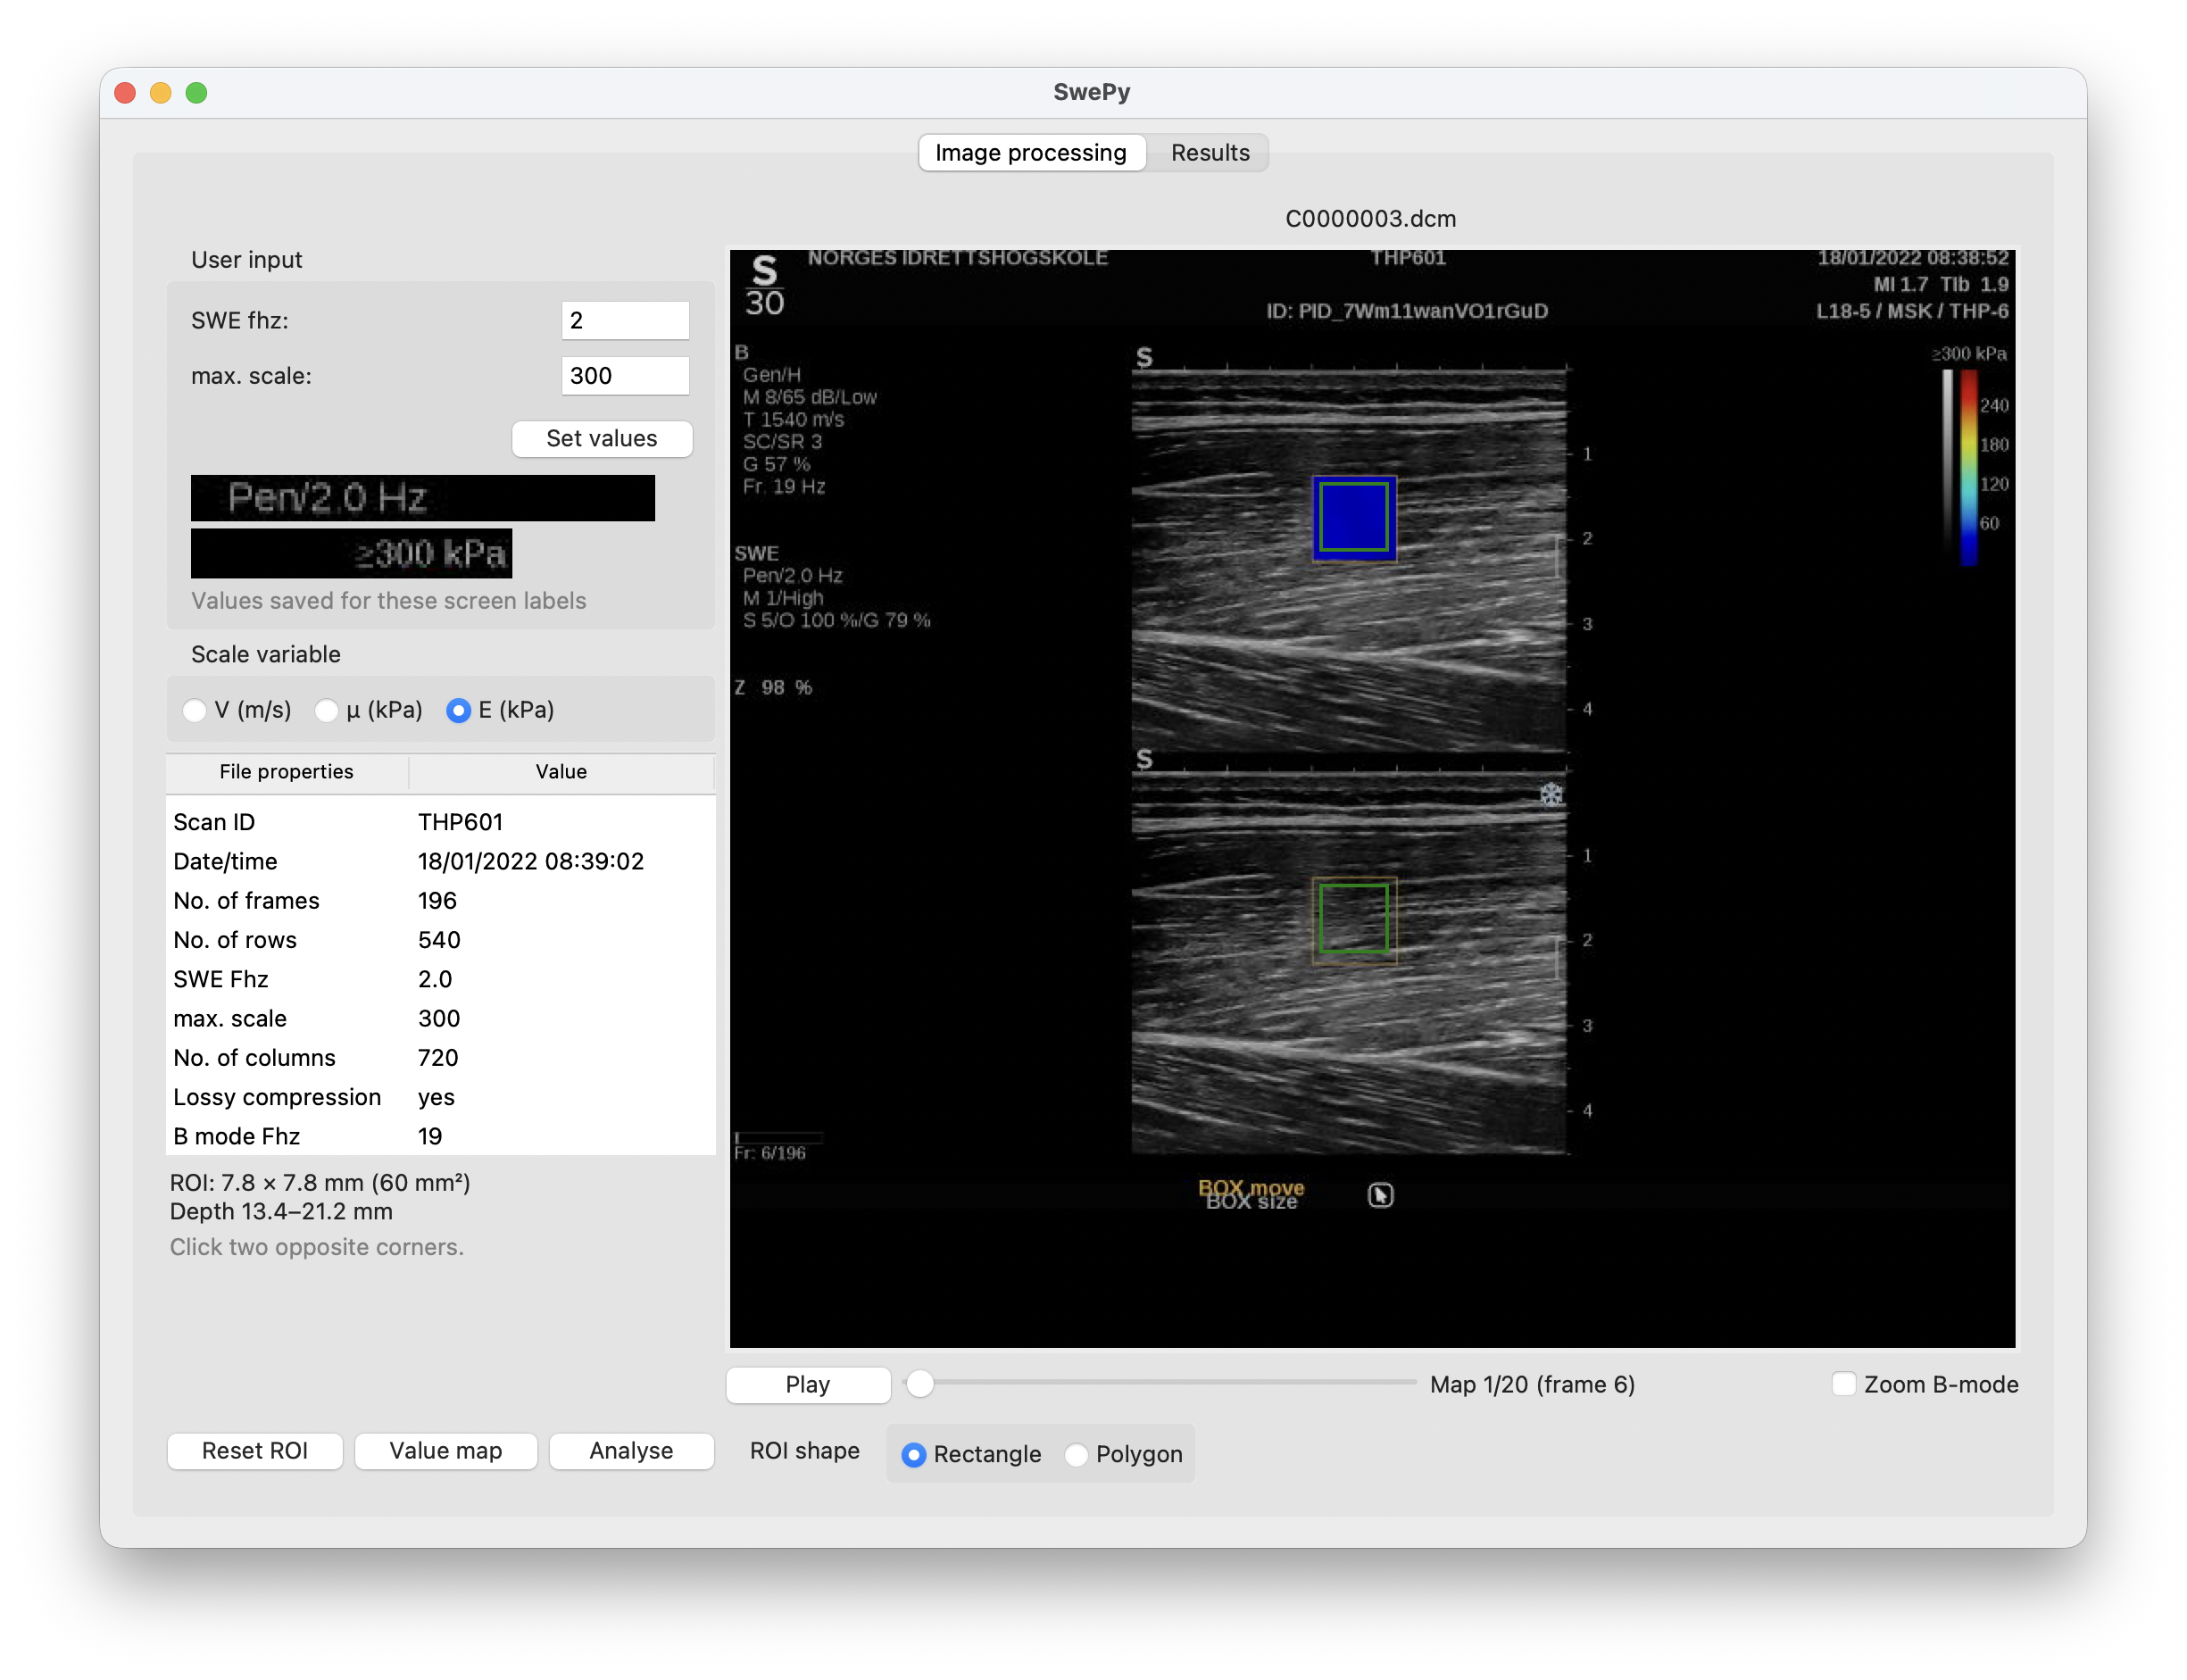 SwePy
Image processing
Results
C0000003.dcm
User input
SWE fhz:
2
max. scale:
300
Set values
Pen/2.0 Hz
≥300 kPa
Values saved for these screen labels
Scale variable
V (m/s)
µ (kPa)
E (kPa)
File properties
Value
Scan ID
THP601
Date/time
18/01/2022 08:39:02
No. of frames
196
No. of rows
540
SWE Fhz
2.0
max. scale
300
No. of columns
720
Lossy compression
yes
B mode Fhz
19
ROI: 7.8 × 7.8 mm (60 mm²)
Depth 13.4–21.2 mm
Click two opposite corners.
S
30
NORGES IDRETTSHOGSKOLE
THP601
18/01/2022 08:38:52
MI 1.7 TIb 1.9
ID: PID_7Wm11wanVO1rGuD
L18-5 / MSK / THP-6
B
Gen/H
M 8/65 dB/Low
T 1540 m/s
SC/SR 3
G 57 %
Fr. 19 Hz
SWE
Pen/2.0 Hz
M 1/High
S 5/O 100 %/G 79 %
Z 98 %
Fr: 6/196
S
1
2
3
4
≥300 kPa
240
180
120
60
S
1
2
3
4
BOX move
BOX size
Play
Map 1/20 (frame 6)
Zoom B-mode
Reset ROI
Value map
Analyse
ROI shape
Rectangle
Polygon